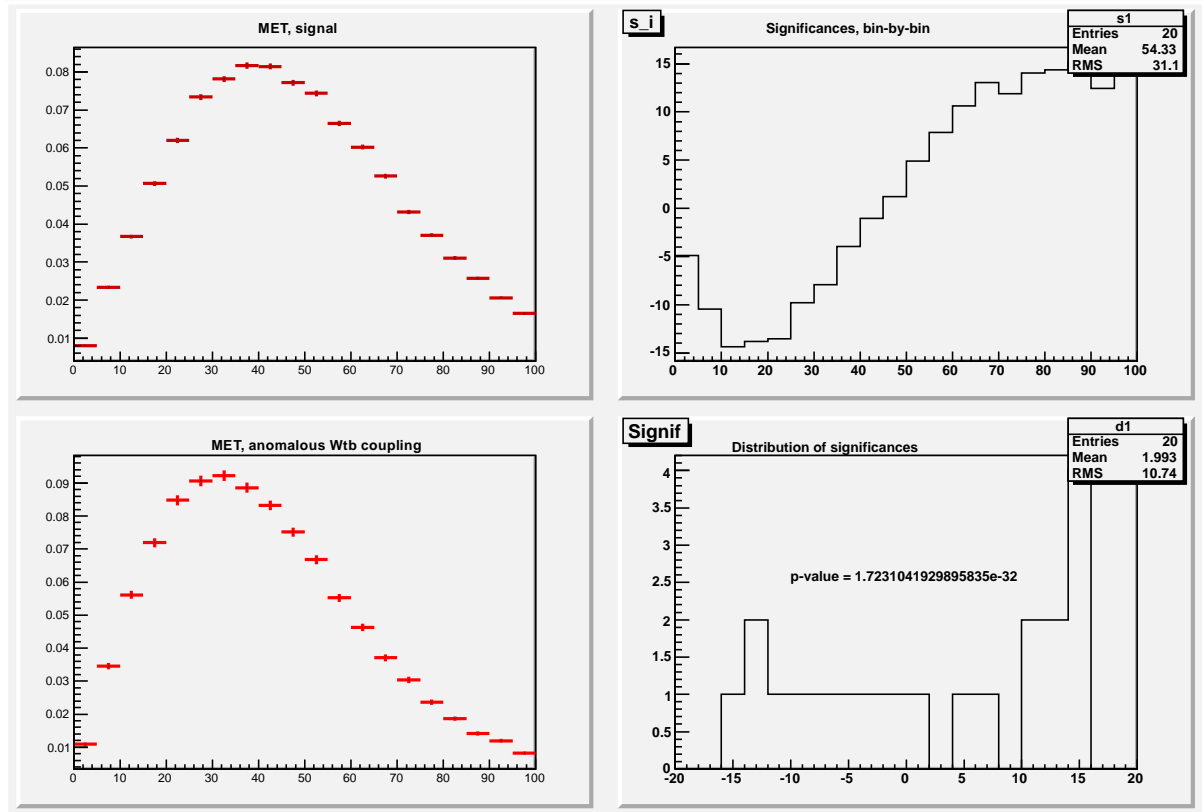 MET, signal
0.08
0.07
0.06
0.05
0.04
0.03
0.02
0.01
0 10 20 30 40 50 60 70 80 90 100
s_i
Significances, bin-by-bin
s1
Entries 20
Mean 54.33
RMS 31.1
15
10
5
0
-5
-10
-15
0 10 20 30 40 50 60 70 80 90 100
MET, anomalous Wtb coupling
0.09
0.08
0.07
0.06
0.05
0.04
0.03
0.02
0.01
0 10 20 30 40 50 60 70 80 90 100
Signif
Distribution of significances
d1
Entries 20
Mean 1.993
RMS 10.74
4
3.5
3
2.5
2
1.5
1
0.5
0
p-value = 1.7231041929895835e-32
-20 -15 -10 -5 0 5 10 15 20